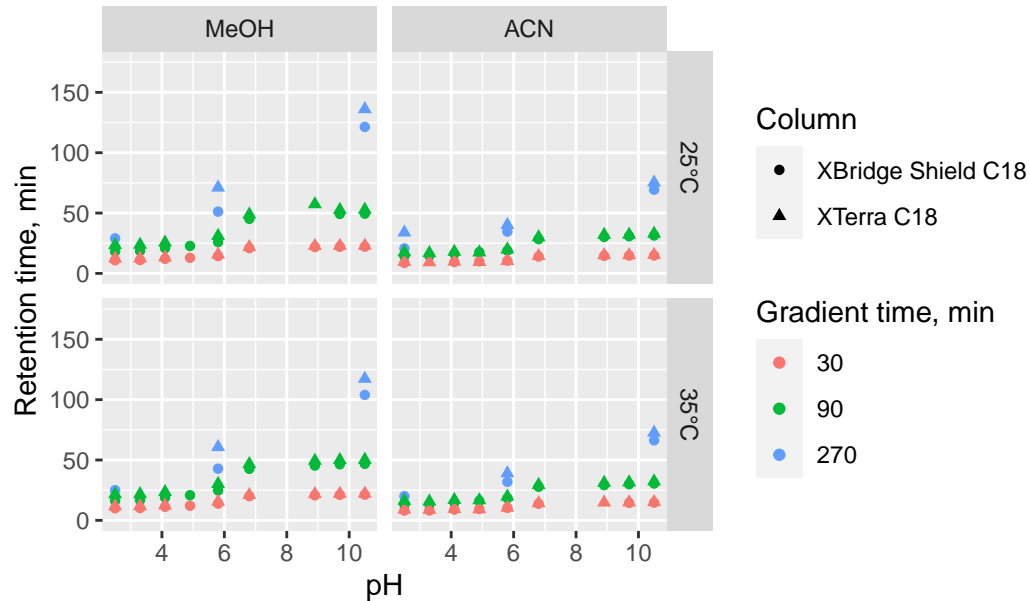 MeOH
ACN
Retention time, min
150
100
50
0
25°C
150
100
50
0
35°C
4
6
8
10
4
6
8
10
pH
Column
XBridge Shield C18
XTerra C18
Gradient time, min
30
90
270